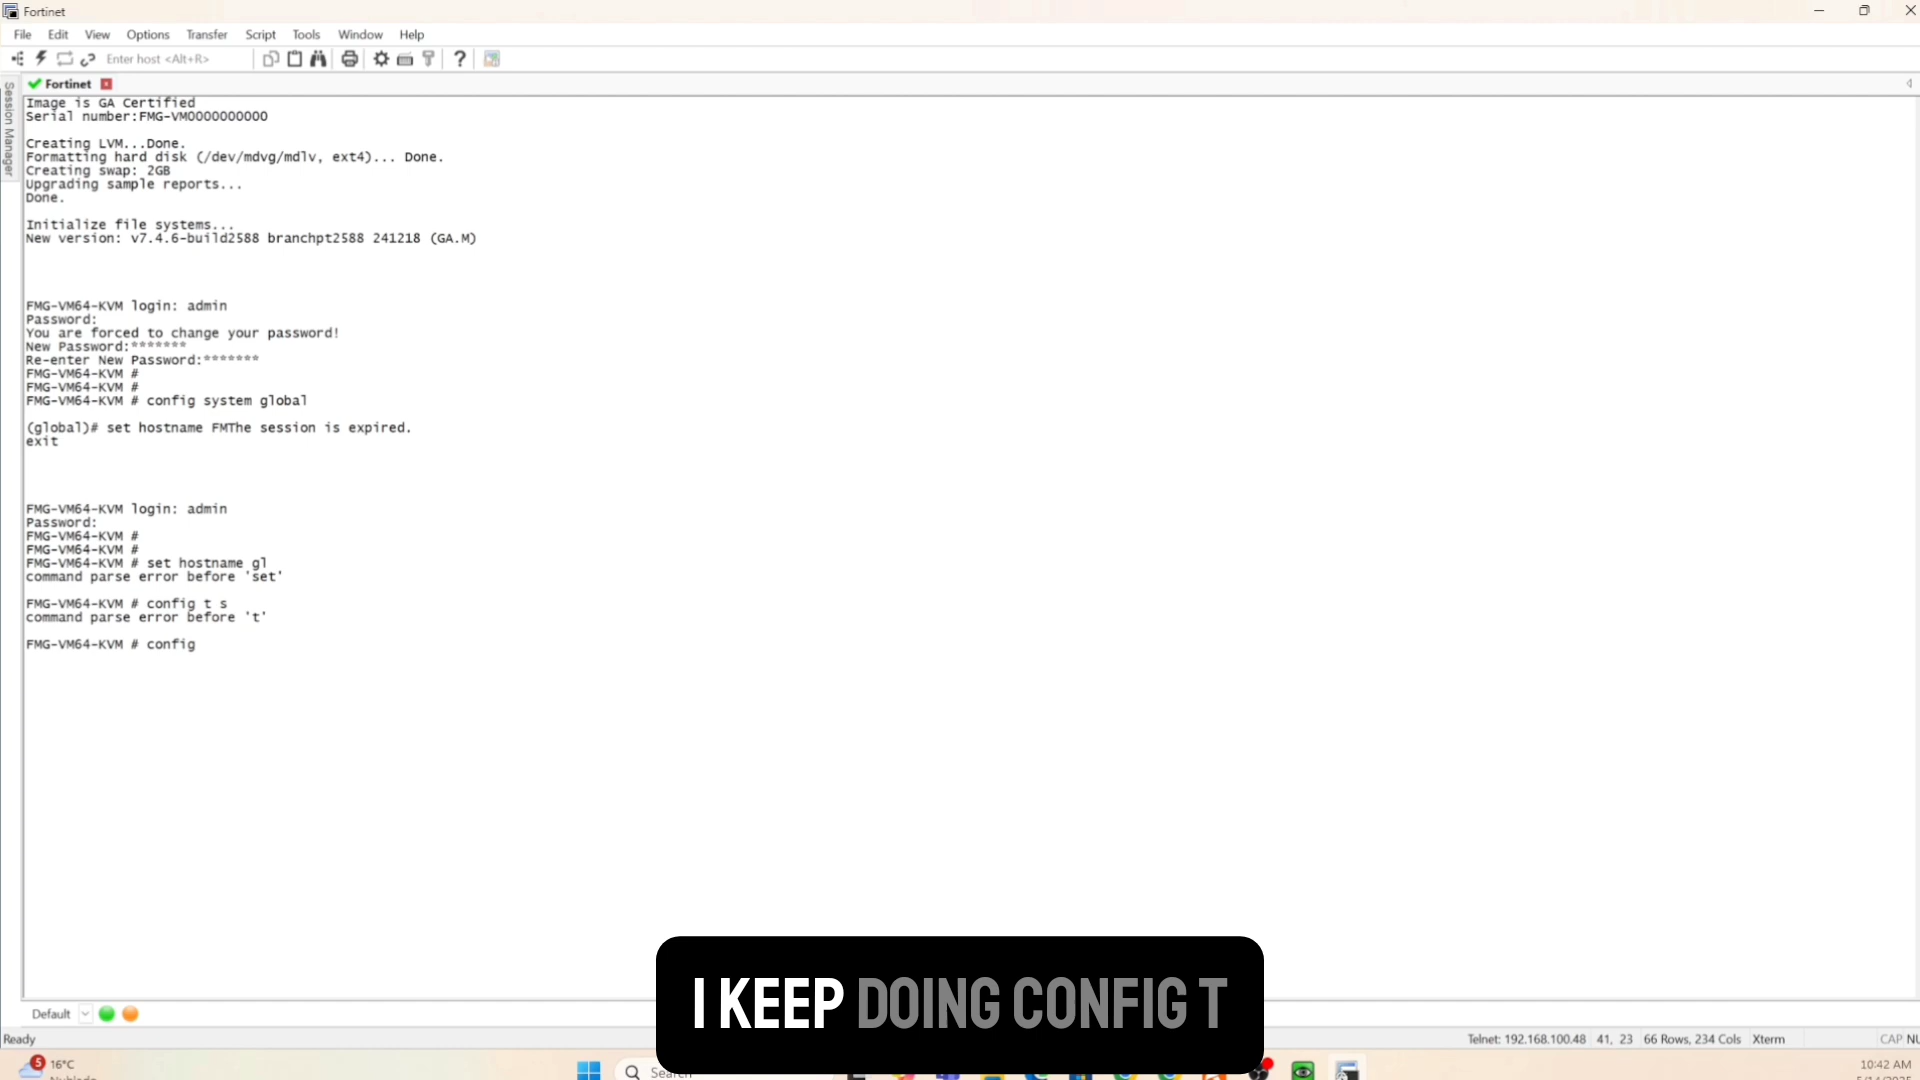 Fortinet
File Edit View Options Transfer Script Tools Window Help
Enter host <Alt+R>
Fortinet
Session Manager
Image is GA Certified
Serial number:FMG-VM0000000000
Creating LVM...Done.
Formatting hard disk (/dev/mdvg/mdlv, ext4)... Done.
Creating swap: 2GB
Upgrading sample reports...
Done.
Initialize file systems...
New version: v7.4.6-build2588 branchpt2588 241218 (GA.M)
FMG-VM64-KVM login: admin
Password:
You are forced to change your password!
New Password:*******
Re-enter New Password:*******
FMG-VM64-KVM #
FMG-VM64-KVM #
FMG-VM64-KVM # config system global
(global)# set hostname FMThe session is expired.
exit
FMG-VM64-KVM login: admin
Password:
FMG-VM64-KVM #
FMG-VM64-KVM #
FMG-VM64-KVM # set hostname gl
command parse error before 'set'
FMG-VM64-KVM # config t s
command parse error before 't'
FMG-VM64-KVM # config
I KEEP DOING CONFIG T
Default
Ready
Telnet: 192.168.100.48 41, 23 66 Rows, 234 Cols Xterm CAP NU
5 16°C
Search
10:42 AM